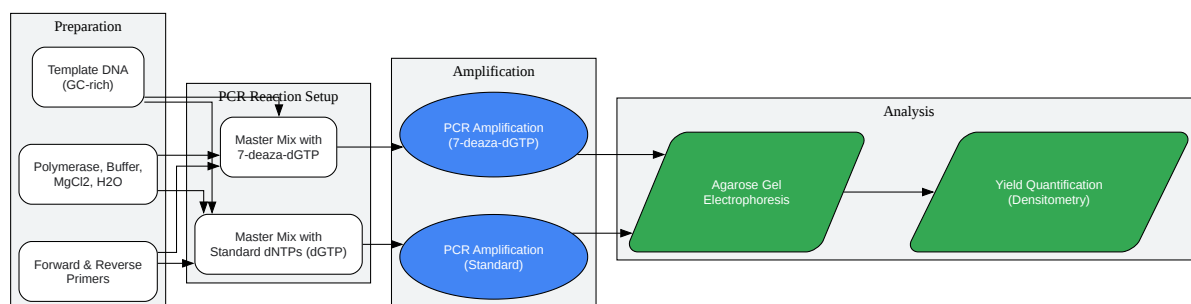 Preparation
Template DNA
(GC-rich)
Polymerase, Buffer,
MgCl2, H2O
Forward & Reverse
Primers
PCR Reaction Setup
Master Mix with
7-deaza-dGTP
Master Mix with
Standard dNTPs (dGTP)
Amplification
PCR Amplification
(7-deaza-dGTP)
PCR Amplification
(Standard)
Analysis
Agarose Gel
Electrophoresis
Yield Quantification
(Densitometry)